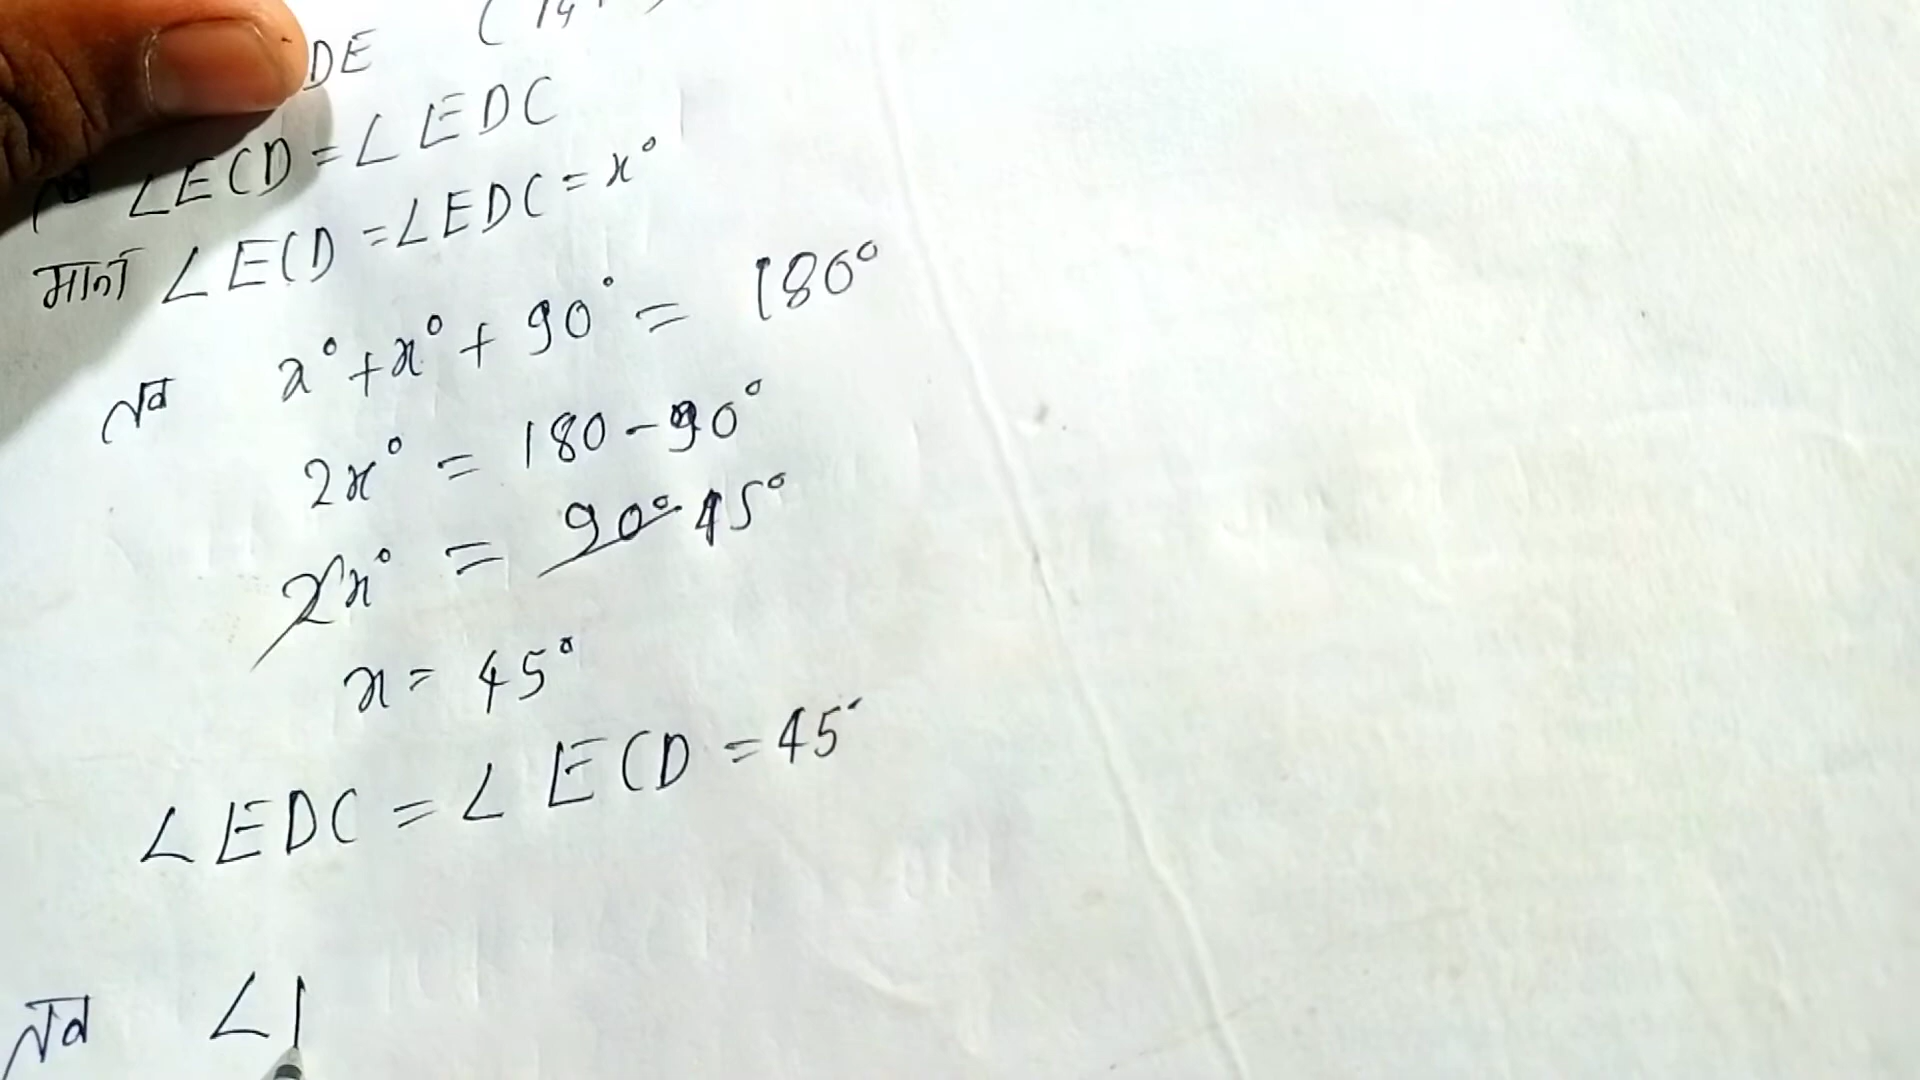 DE
∠ECD = ∠EDC
माना ∠ECD = ∠EDC = x°
तब x° + x° + 90° = 180°
2x° = 180 - 90°
2x° = 90° 45°
x = 45°
∠EDC = ∠ECD = 45°
तब ∠